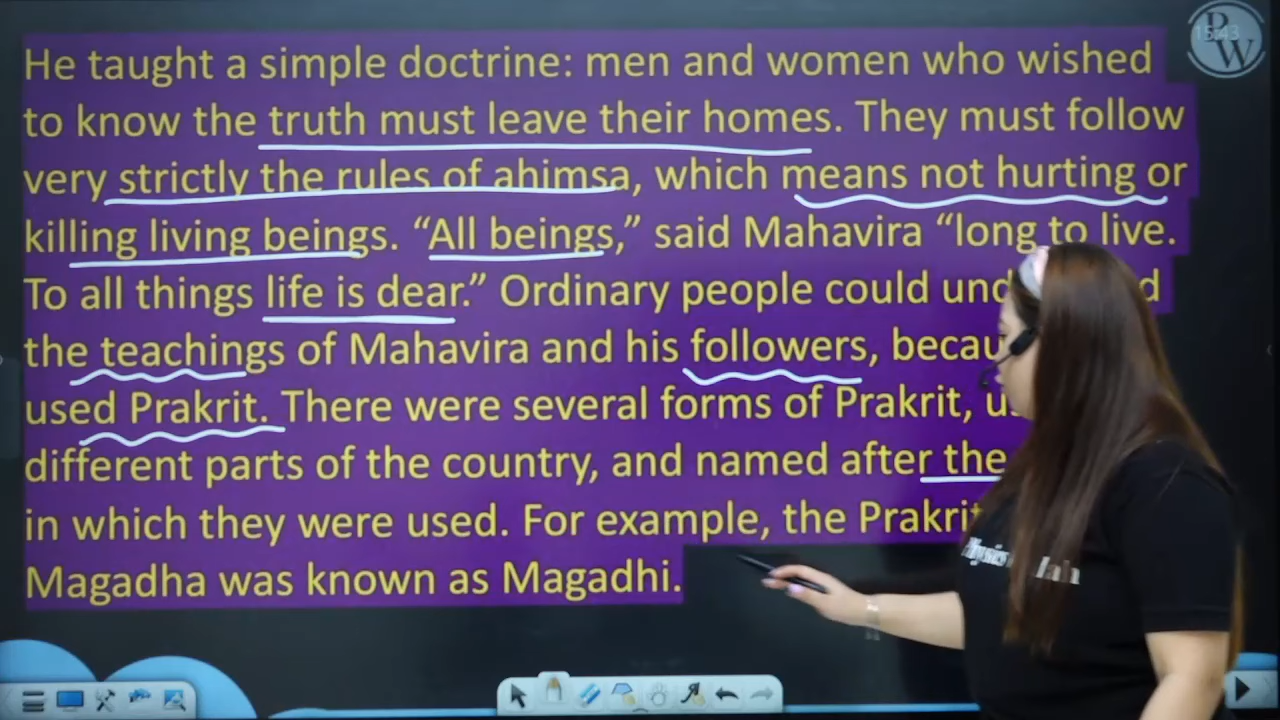 He taught a simple doctrine: men and women who wished
to know the truth must leave their homes. They must follow
very strictly the rules of ahimsa, which means not hurting or
killing living beings. “All beings,” said Mahavira “long to live.
To all things life is dear.” Ordinary people could
the teachings of Mahavira and his followers,
used Prakrit. There were several forms of Prakrit,
different parts of the country, and named after the
in which they were used. For example, the Prakrit
Magadha was known as Magadhi.
PW
15:43